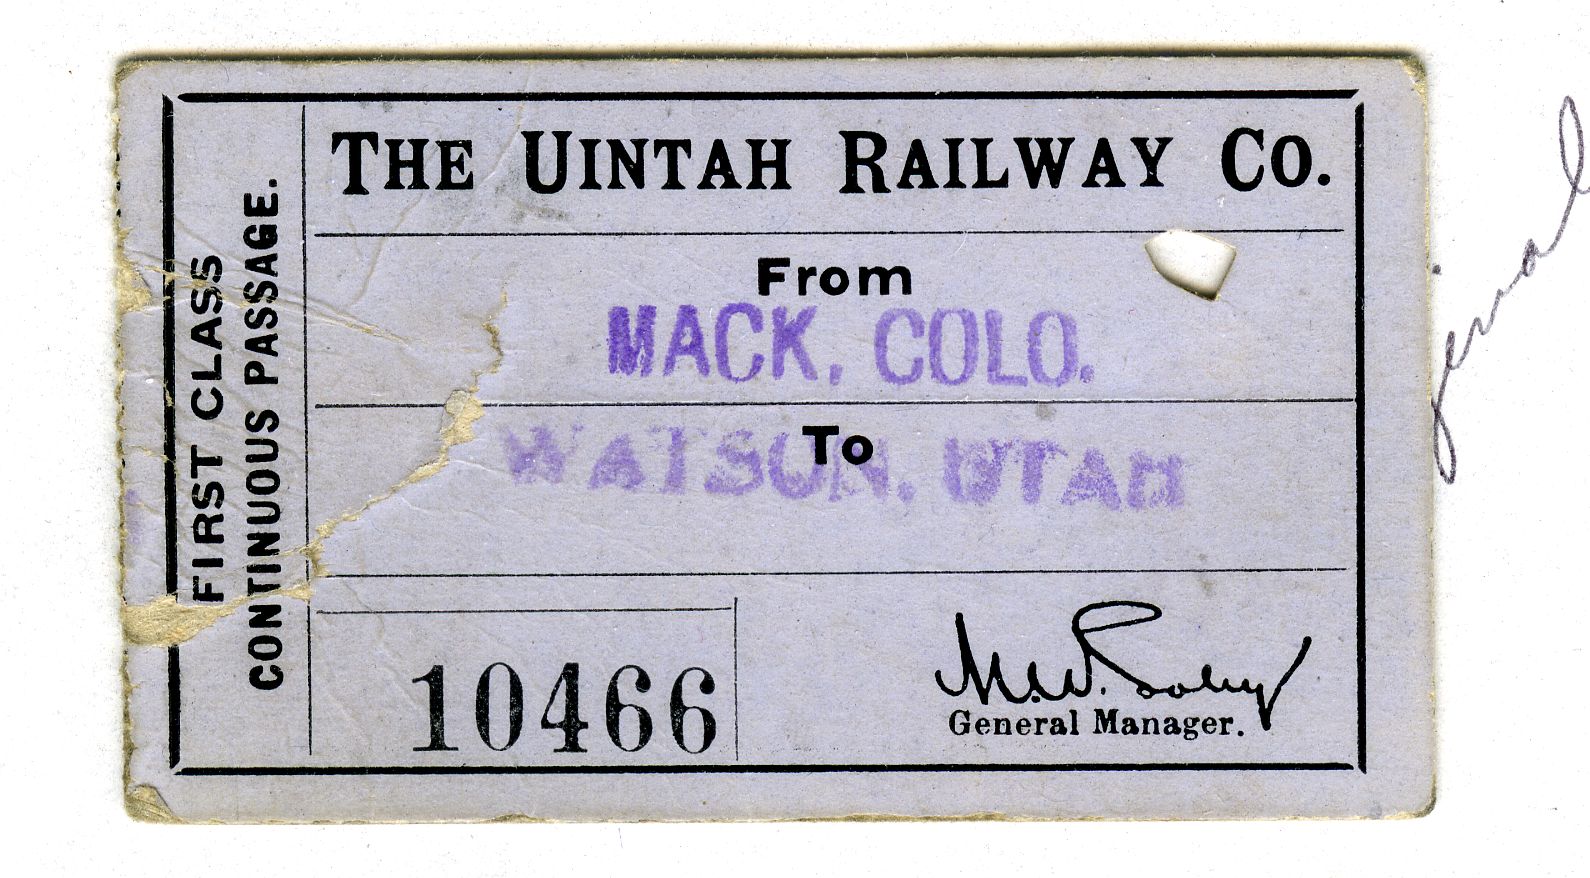 THE UINTAH RAILWAY CO.
FIRST CLASS
CONTINUOUS PASSAGE.
From
MACK, COLO.
To
WATSON, UTAH
10466
General Manager.